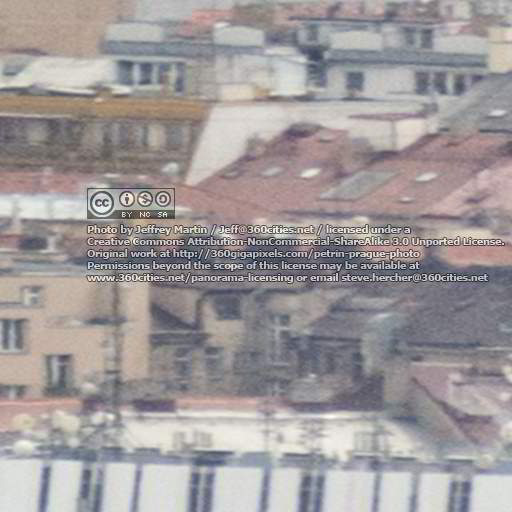 cc BY NC SA
Photo by Jeffrey Martin / Jeff@360cities.net / licensed under a
Creative Commons Attribution-NonCommercial-ShareAlike 3.0 Unported License.
Original work at http://360gigapixels.com/petrin-prague-photo
Permissions beyond the scope of this license may be available at
www.360cities.net/panorama-licensing or email steve.hercher@360cities.net